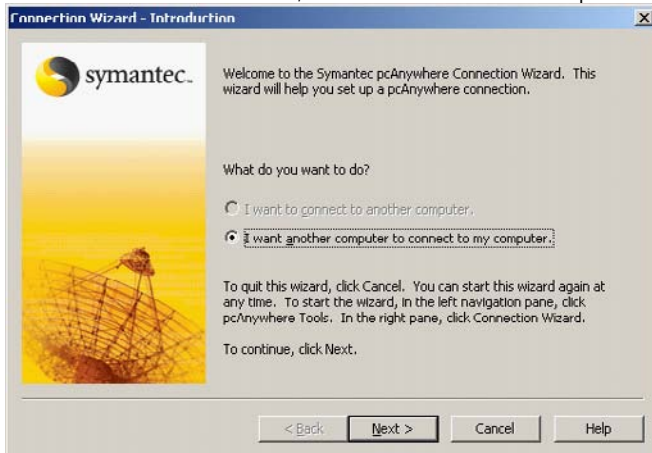 Connection Wizard - Introduction
symantec.
Welcome to the Symantec pcAnywhere Connection Wizard. This
wizard will help you set up a pcAnywhere connection.
What do you want to do?
I want to connect to another computer.
I want another computer to connect to my computer.
To quit this wizard, click Cancel. You can start this wizard again at
any time. To start the wizard, in the left navigation pane, click
pcAnywhere Tools. In the right pane, click Connection Wizard.
To continue, click Next.
< Back
Next >
Cancel
Help